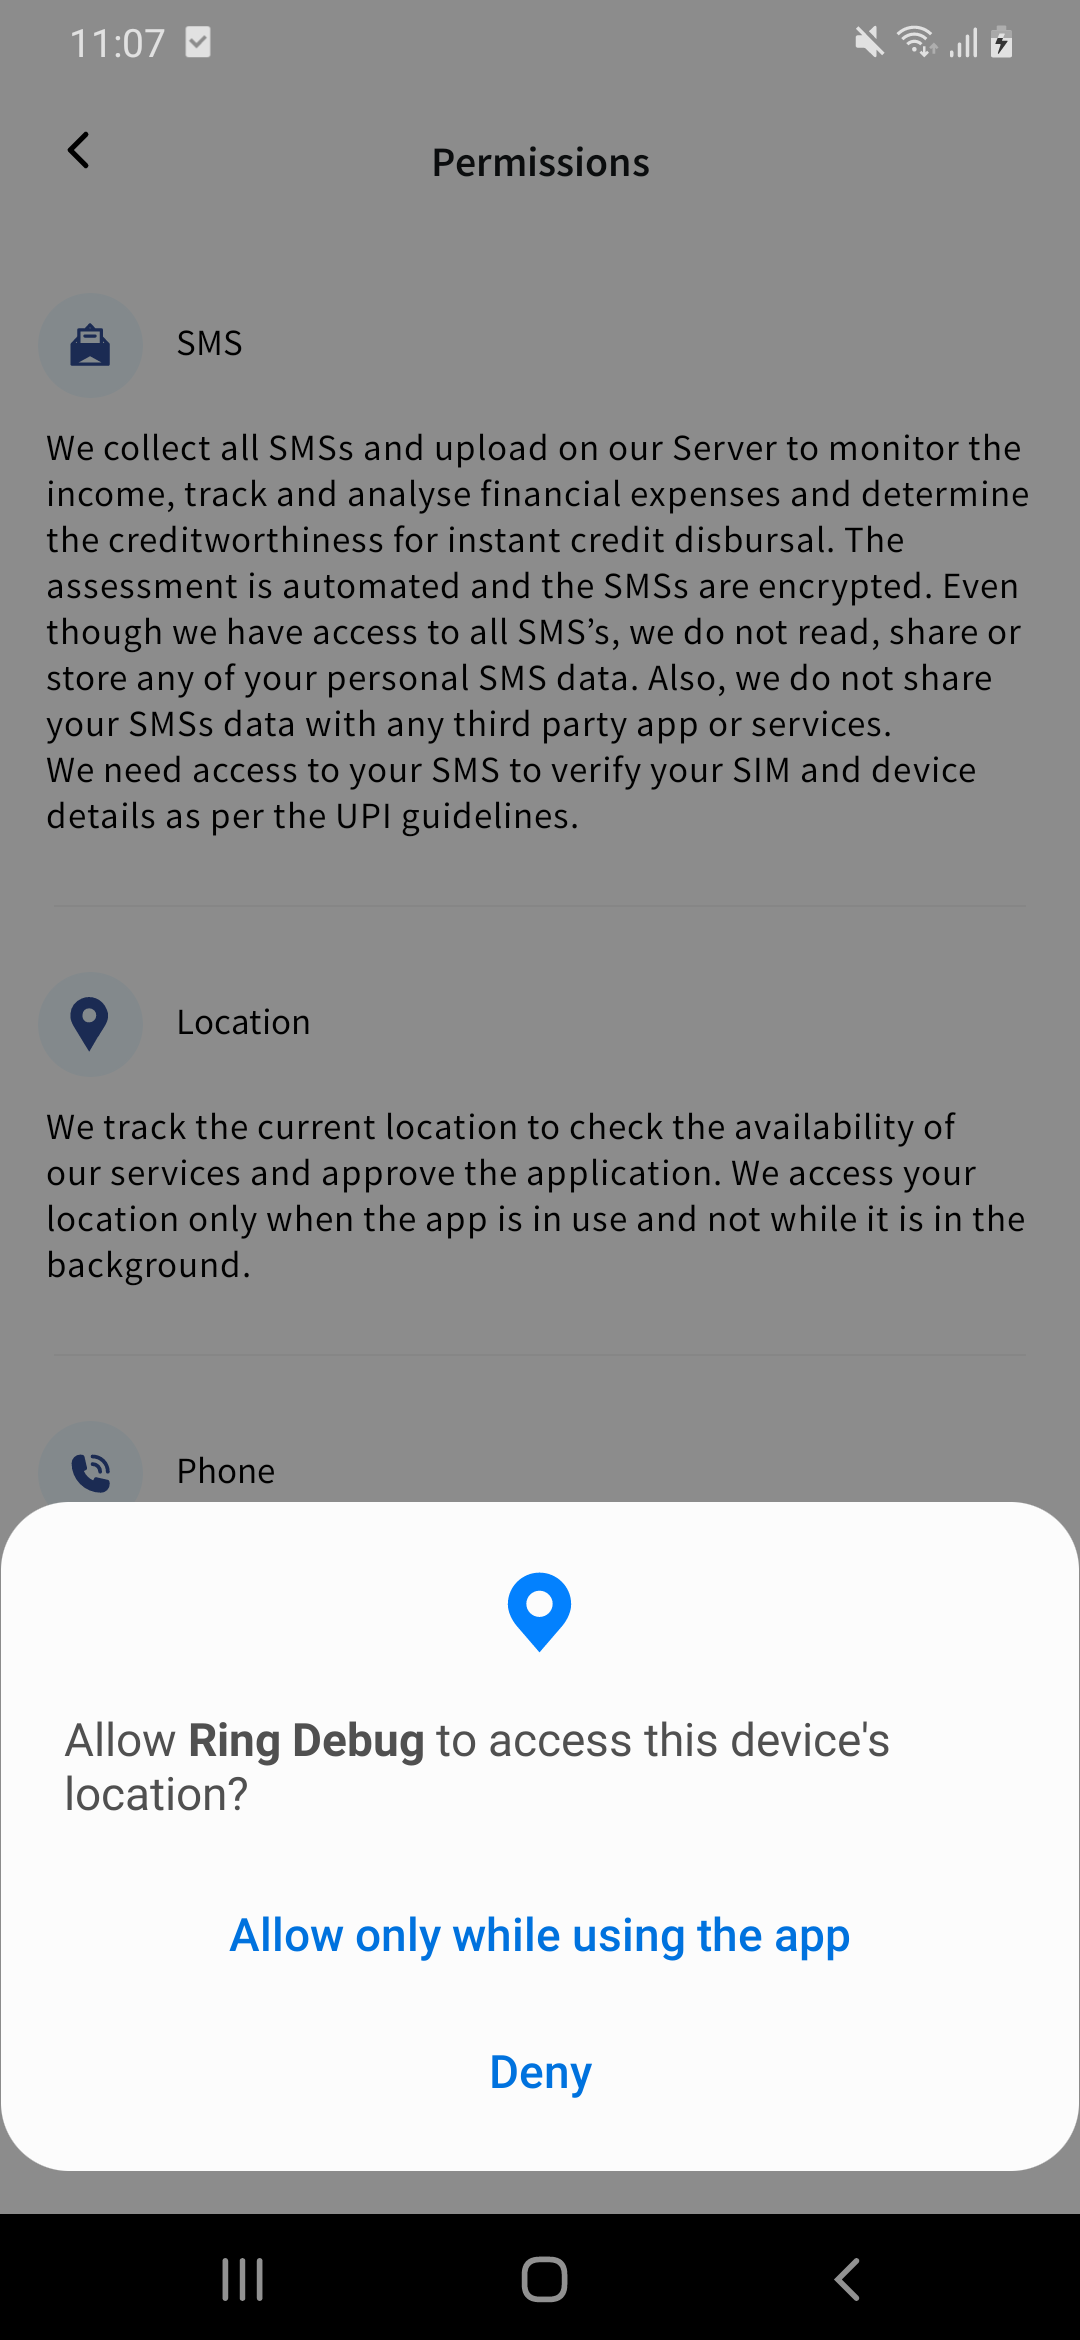 11:07
Permissions
SMS
We collect all SMSs and upload on our Server to monitor the
income, track and analyse financial expenses and determine
the creditworthiness for instant credit disbursal. The
assessment is automated and the SMSs are encrypted. Even
though we have access to all SMS’s, we do not read, share or
store any of your personal SMS data. Also, we do not share
your SMSs data with any third party app or services.
We need access to your SMS to verify your SIM and device
details as per the UPI guidelines.
Location
We track the current location to check the availability of
our services and approve the application. We access your
location only when the app is in use and not while it is in the
background.
Phone
Allow Ring Debug to access this device's
location?
Allow only while using the app
Deny